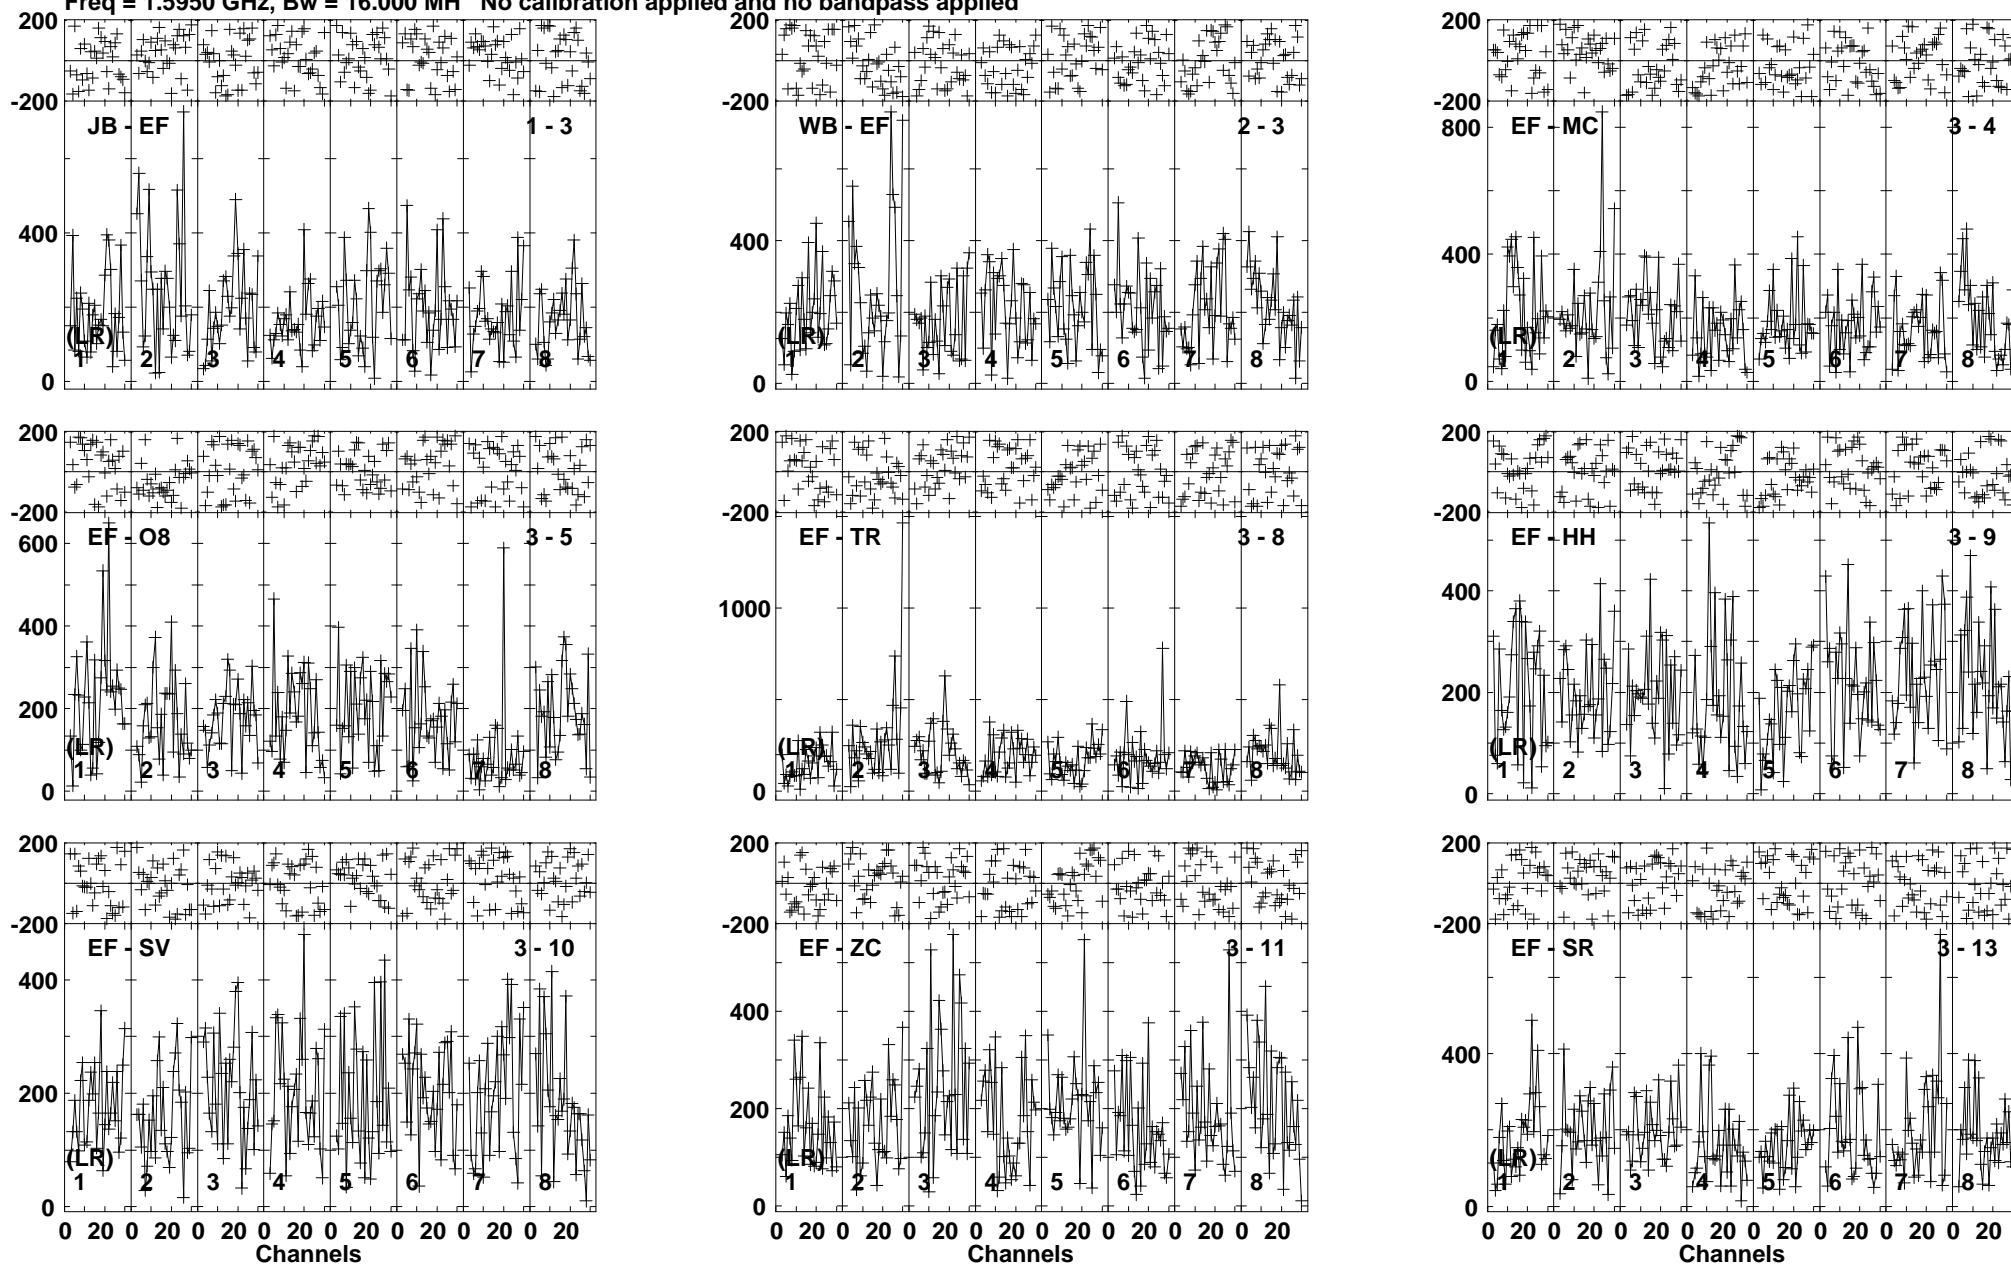 Freq = 1.5950 GHz, Bw = 16.000 MH No calibration applied and no bandpass applied
200 200 200
-200 -200 -200
JB - EF 1 - 3 WB - EF 2 - 3 EF - MC 3 - 4
800
400 400 400
(LR) (LR) (LR)
1 2 3 4 5 6 7 8 1 2 3 4 5 6 7 8 1 2 3 4 5 6 7 8
0 0 0
200 200 200
-200 -200 -200
EF - O8 3 - 5 EF - TR 3 - 8 EF - HH 3 - 9
600
1000
400 400
200 200
(LR) (LR) (LR)
1 2 3 4 5 6 7 8 1 2 3 4 5 6 7 8 1 2 3 4 5 6 7 8
0 0 0
200 200 200
-200 -200 -200
EF - SV 3 - 10 EF - ZC 3 - 11 EF - SR 3 - 13
400 400 400
200 200
(LR) (LR) (LR)
1 2 3 4 5 6 7 8 1 2 3 4 5 6 7 8 1 2 3 4 5 6 7 8
0 0 0
0 20 0 20 0 20 0 20 0 20 0 20 0 20 0 20 0 20 0 20 0 20 0 20 0 20 0 20 0 20 0 20 0 20 0 20 0 20 0 20 0 20 0 20 0 20 0 20
Channels Channels Channels